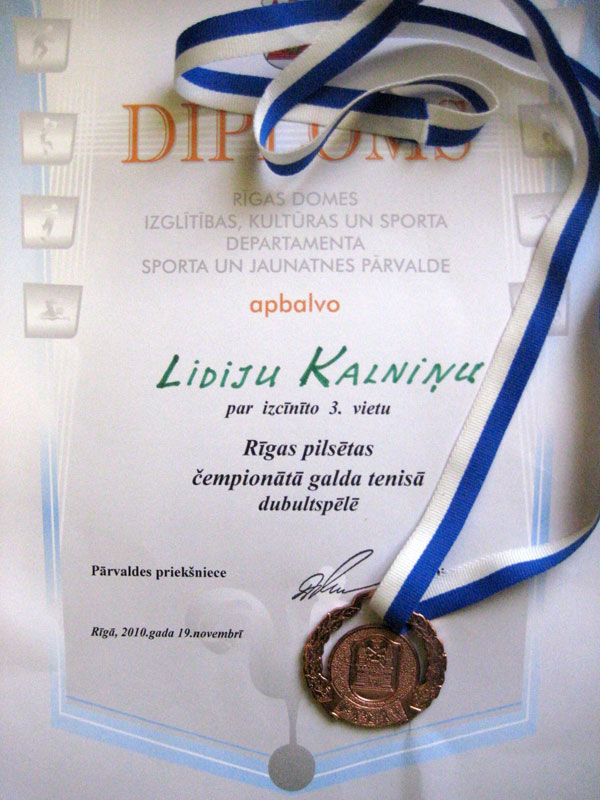 DIPLOMS
RĪGAS DOMES
IZGLĪTĪBAS, KULTŪRAS UN SPORTA
DEPARTAMENTA
SPORTA UN JAUNATNES PĀRVALDE
apbalvo
LIDIJU KALNIŅU
par izcīnīto 3. vietu
Rīgas pilsētas
čempionātā galda tenisā
dubultspēlē
Pārvaldes priekšniece
Rīgā, 2010.gada 19.novembrī